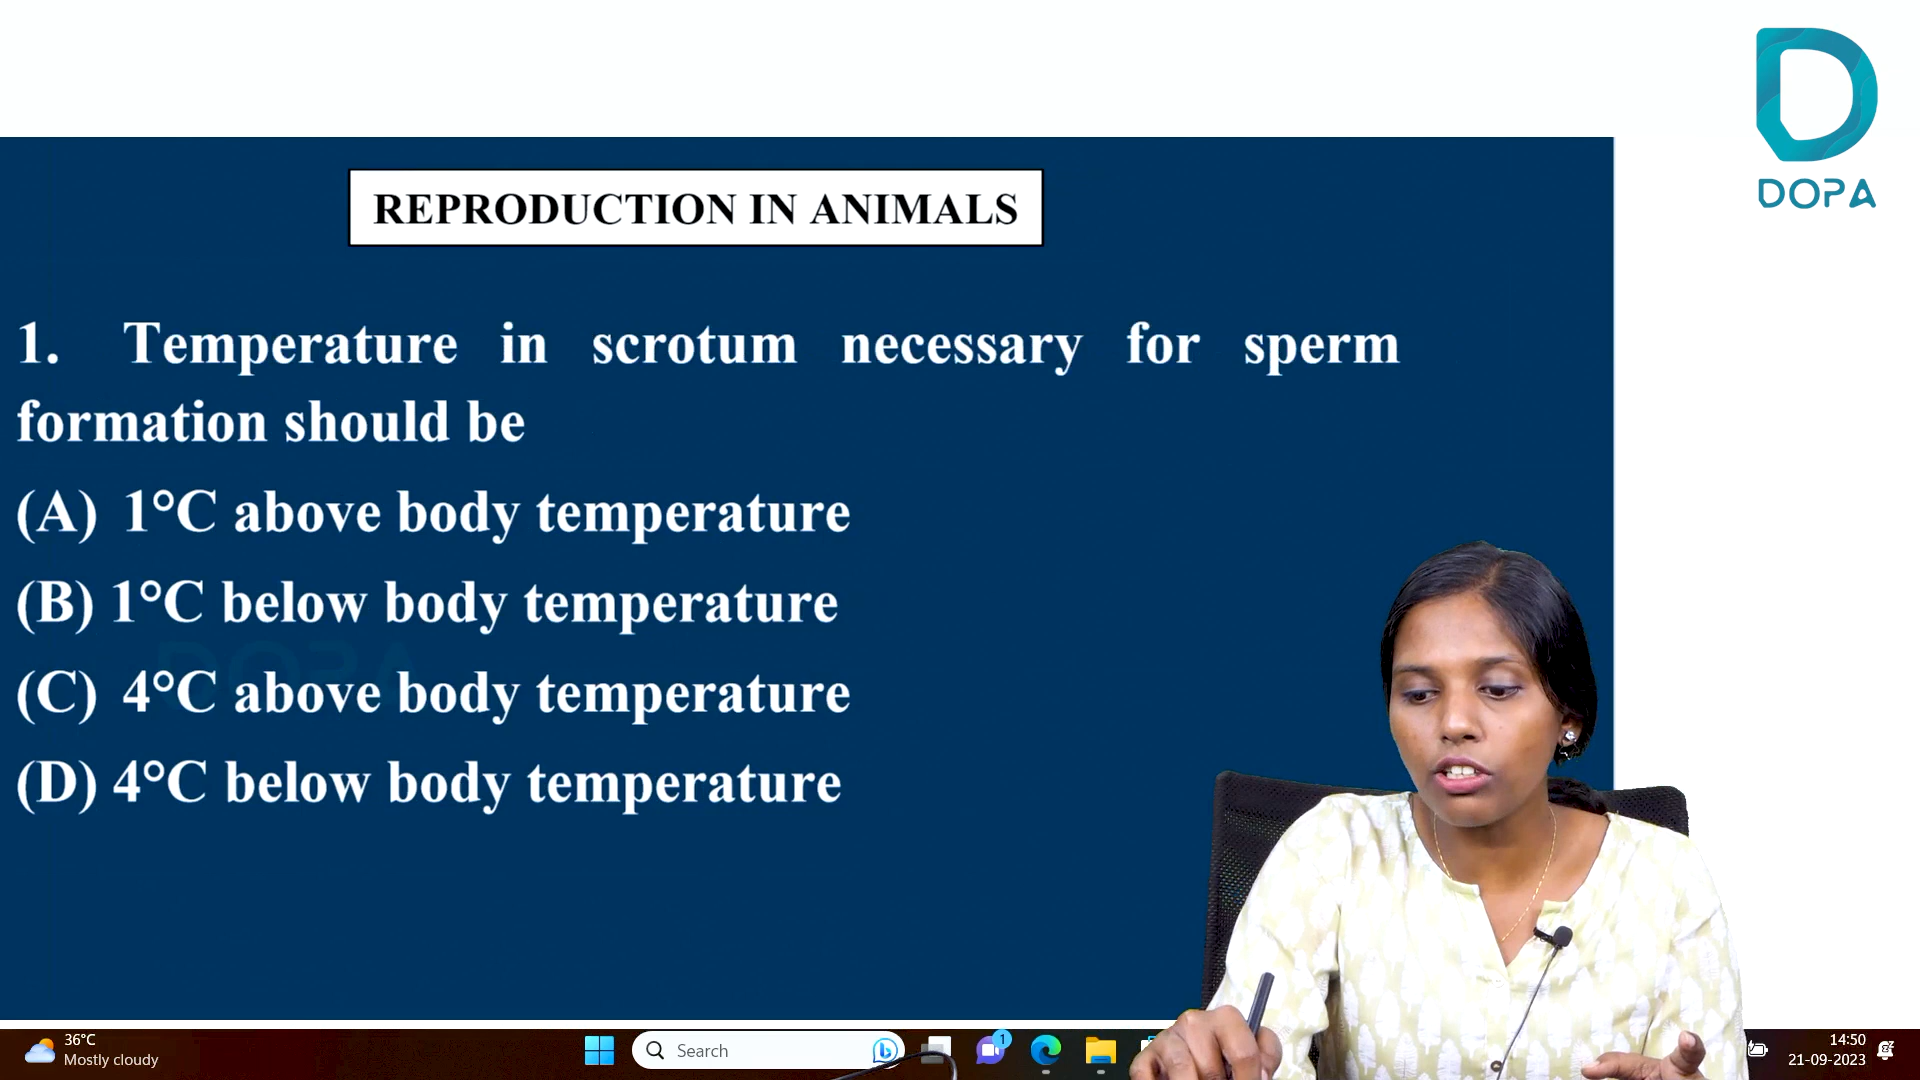 DOPA
REPRODUCTION IN ANIMALS
1. Temperature in scrotum necessary for sperm
formation should be
(A) 1°C above body temperature
(B) 1°C below body temperature
(C) 4°C above body temperature
(D) 4°C below body temperature
DOPA
36°C
Mostly cloudy
Search
1
14:50
21-09-2023